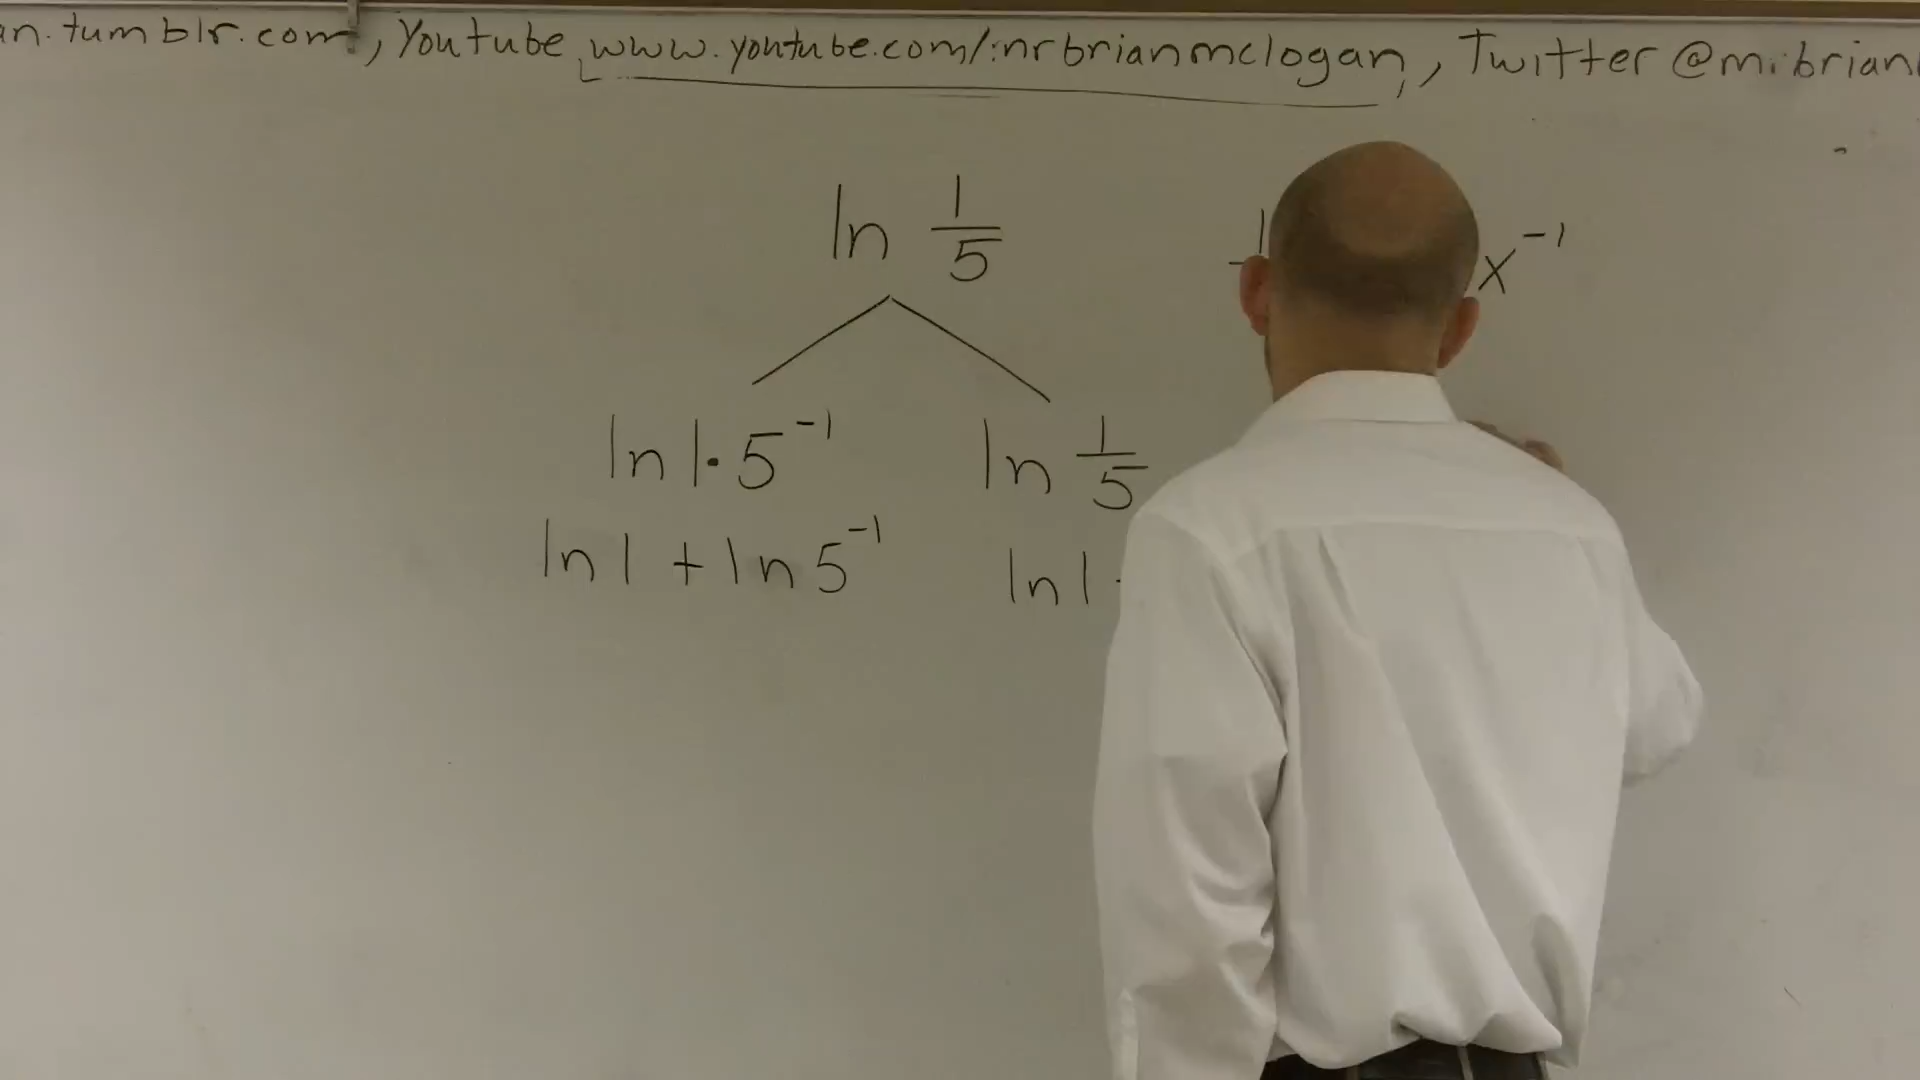 an.tumblr.com, Youtube www.youtube.com/mrbrianmclogan, Twitter @mrbrian
ln 1/5
x⁻¹
ln 1·5⁻¹ ln 1/5
ln 1 + ln 5⁻¹ ln 1